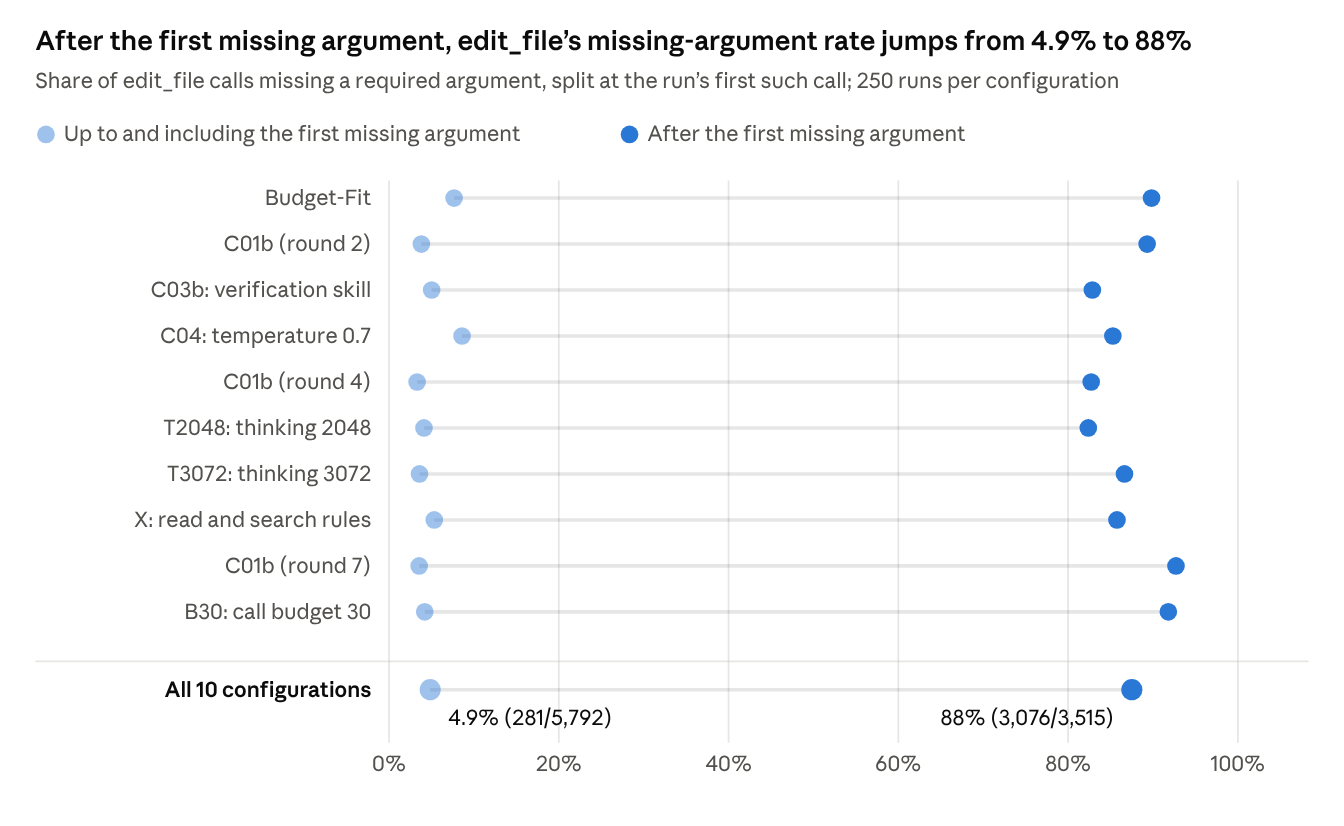 After the first missing argument, edit_file’s missing-argument rate jumps from 4.9% to 88%
Share of edit_file calls missing a required argument, split at the run’s first such call; 250 runs per configuration
Up to and including the first missing argument
After the first missing argument
Budget-Fit
C01b (round 2)
C03b: verification skill
C04: temperature 0.7
C01b (round 4)
T2048: thinking 2048
T3072: thinking 3072
X: read and search rules
C01b (round 7)
B30: call budget 30
All 10 configurations
4.9% (281/5,792)
88% (3,076/3,515)
0%
20%
40%
60%
80%
100%